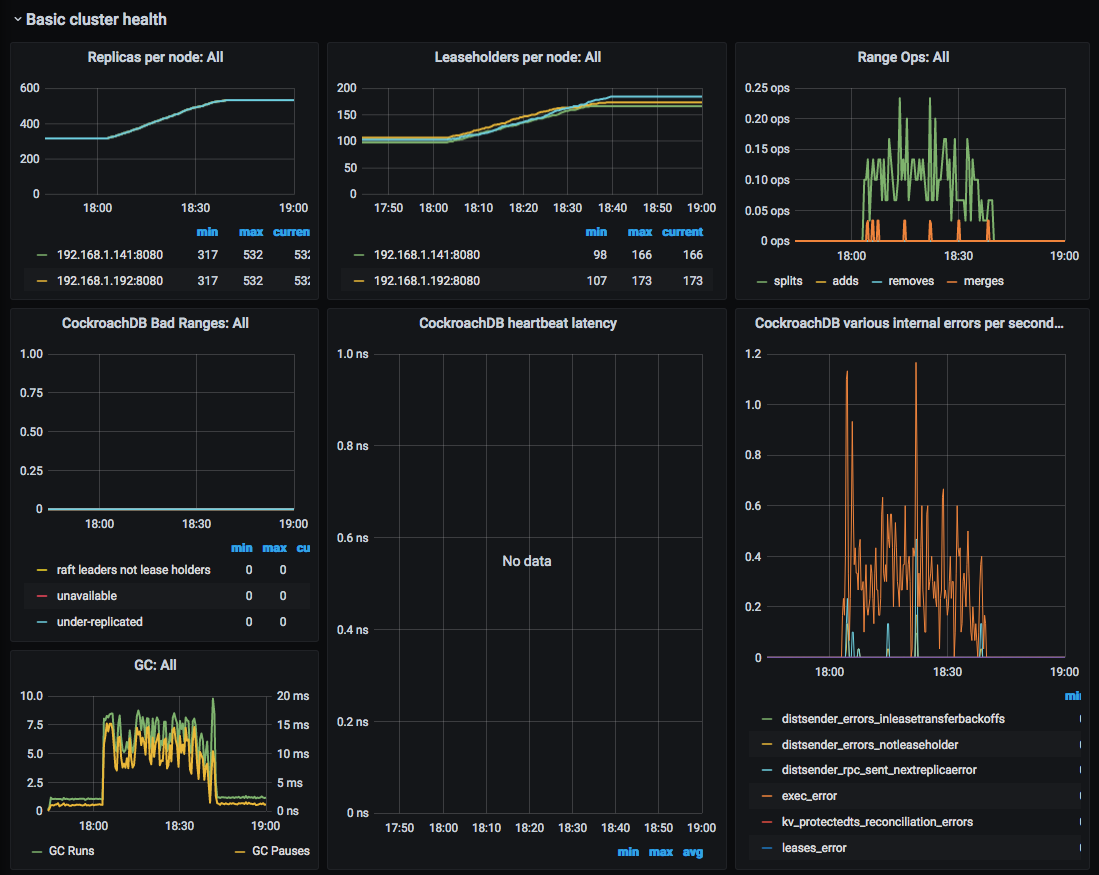 Basic cluster health
Replicas per node: All
600
400
200
0
18:00 18:30 19:00
min max curren
192.168.1.141:8080 317 532 532
192.168.1.192:8080 317 532 532
Leaseholders per node: All
200
150
100
50
0
17:50 18:00 18:10 18:20 18:30 18:40 18:50 19:00
min max current
192.168.1.141:8080 98 166 166
192.168.1.192:8080 107 173 173
Range Ops: All
0.25 ops
0.20 ops
0.15 ops
0.10 ops
0.05 ops
0 ops
18:00 18:30 19:00
splits adds removes merges
CockroachDB Bad Ranges: All
1.00
0.75
0.50
0.25
0
18:00 18:30 19:00
min max cu
raft leaders not lease holders 0 0
unavailable 0 0
under-replicated 0 0
CockroachDB heartbeat latency
1.0 ns
0.8 ns
0.6 ns
0.4 ns
0.2 ns
0 ns
No data
17:50 18:00 18:10 18:20 18:30 18:40 18:50 19:00
min max avg
CockroachDB various internal errors per second...
1.2
1.0
0.8
0.6
0.4
0.2
0
18:00 18:30 19:00
min
distsender_errors_inleasetransferbackoffs
distsender_errors_notleaseholder
distsender_rpc_sent_nextreplicaerror
exec_error
kv_protectedts_reconciliation_errors
leases_error
GC: All
10.0 20 ms
7.5 15 ms
5.0 10 ms
2.5 5 ms
0 0 ns
18:00 18:30 19:00
GC Runs GC Pauses